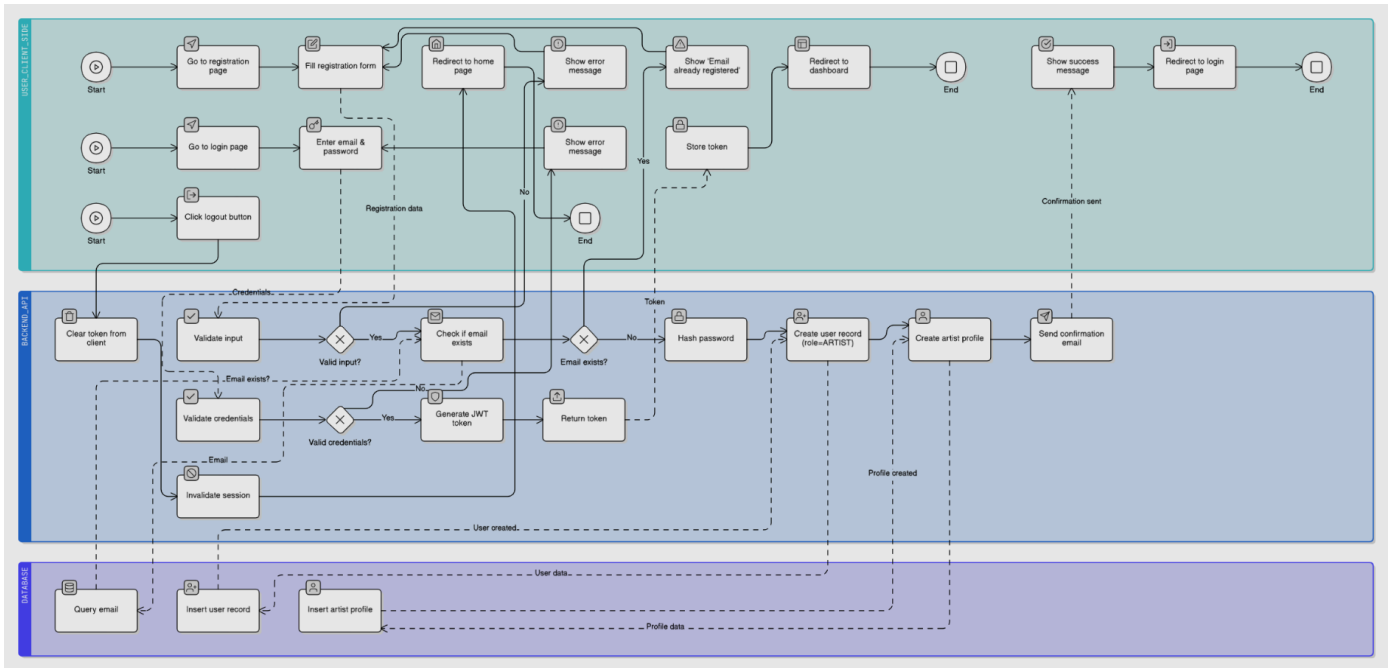 USER_CLIENT_SIDE
Go to registration
page
Fill registration form
Redirect to home
page
Show error
message
Show 'Email
already registered'
Redirect to
dashboard
Show success
message
Redirect to login
page
Start
End
End
Go to login page
Enter email &
password
Show error
message
Store token
Start
Yes
No
Registration data
Confirmation sent
Click logout button
Start
End
BACKEND_API
Credentials
Token
Clear token from
client
Validate input
Yes
Check if email
exists
No
Hash password
Create user record
(role=ARTIST)
Create artist profile
Send confirmation
email
Valid input?
Email exists?
Email exists?
No
Validate credentials
Yes
Generate JWT
token
Return token
Valid credentials?
Email
Profile created
Invalidate session
User created
DATABASE
User data
Query email
Insert user record
Insert artist profile
Profile data